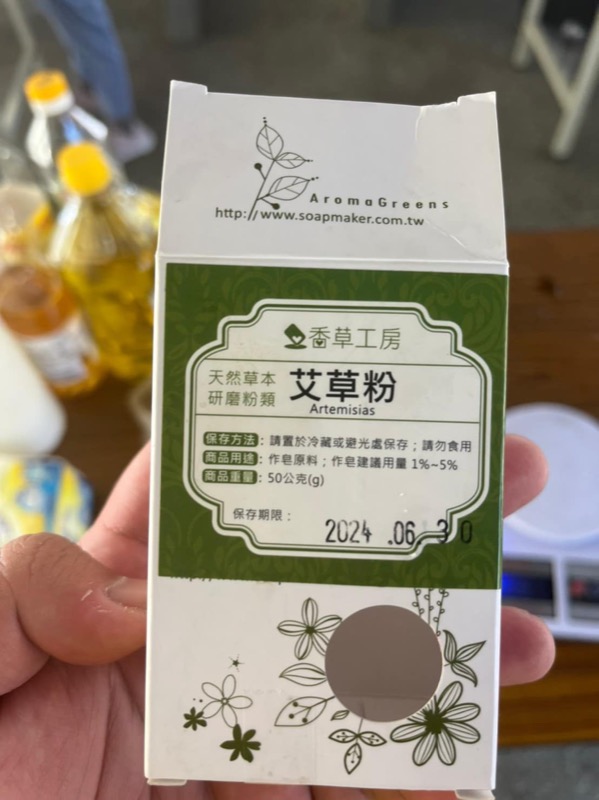 AromaGreens
http://www.soapmaker.com.tw
香草工房
天然草本
研磨粉類
艾草粉
Artemisias
保存方法：請置於冷藏或避光處保存；請勿食用
商品用途：作皂原料；作皂建議用量 1%~5%
商品重量：50公克(g)
保存期限：
2024 .06 30